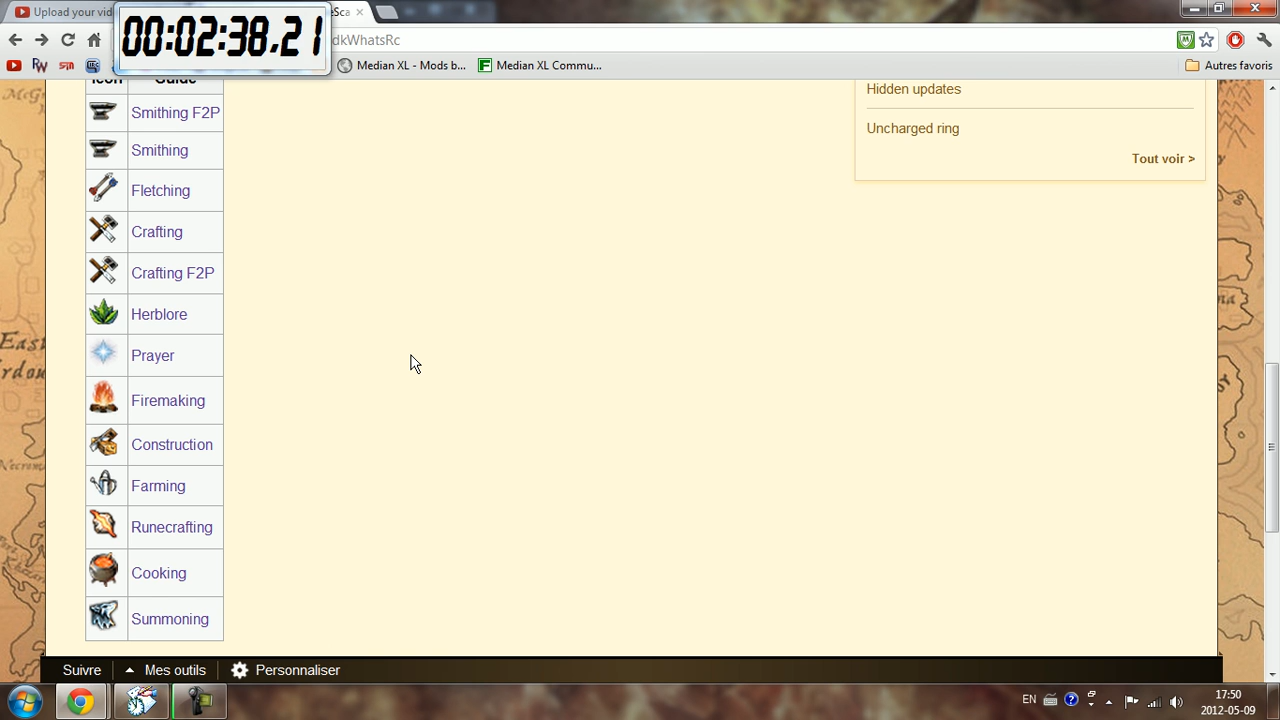 Upload your vid
eSca
00:02:38.21
dkWhatsRc
Median XL - Mods b...
Median XL Commu...
Autres favoris
Icon
Guide
Smithing F2P
Smithing
Fletching
Crafting
Crafting F2P
Herblore
Prayer
Firemaking
Construction
Farming
Runecrafting
Cooking
Summoning
Hidden updates
Uncharged ring
Tout voir >
Suivre
Mes outils
Personnaliser
EN
17:50
2012-05-09